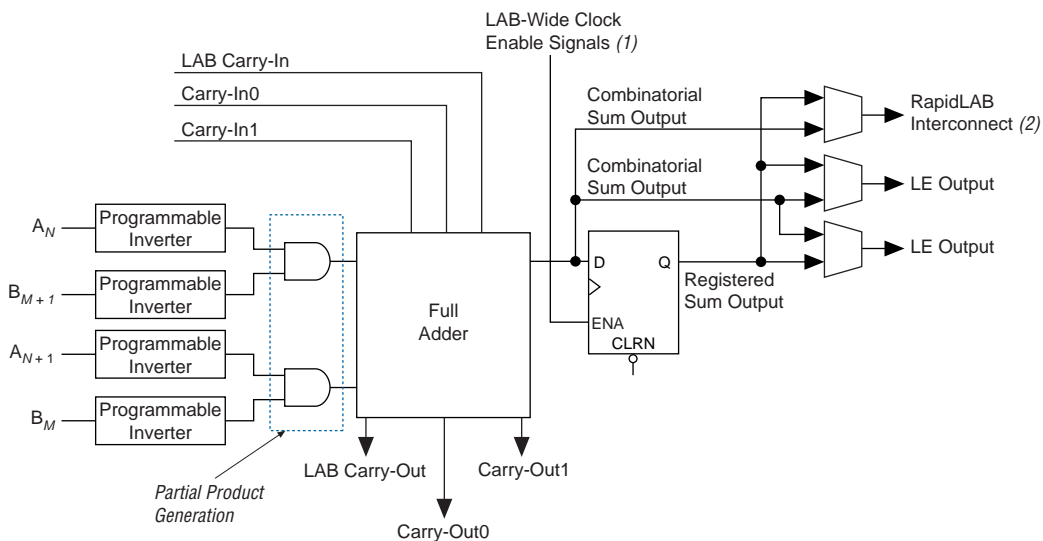 LAB-Wide Clock
Enable Signals (1)
LAB Carry-In
Carry-In0
Carry-In1
Combinatorial
Sum Output
RapidLAB
Interconnect (2)
Combinatorial
Sum Output
LE Output
LE Output
A_N
Programmable
Inverter
B_M + 1
Programmable
Inverter
A_N + 1
Programmable
Inverter
B_M
Programmable
Inverter
Full
Adder
D
Q
ENA
CLRN
Registered
Sum Output
LAB Carry-Out
Carry-Out1
Carry-Out0
Partial Product
Generation